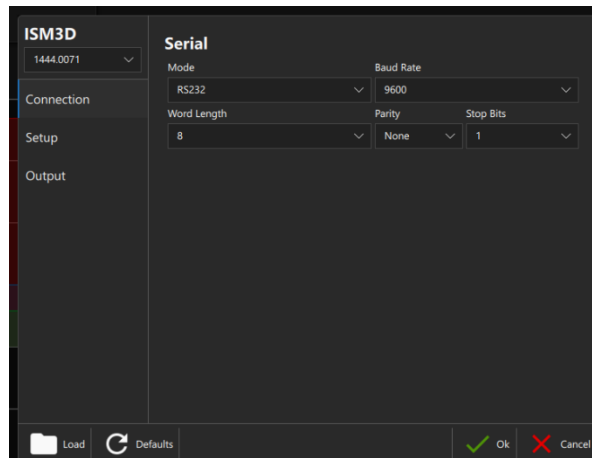 ISM3D
1444.0071
Connection
Setup
Output
Serial
Mode Baud Rate
RS232 9600
Word Length Parity Stop Bits
8 None 1
Load Defaults Ok Cancel